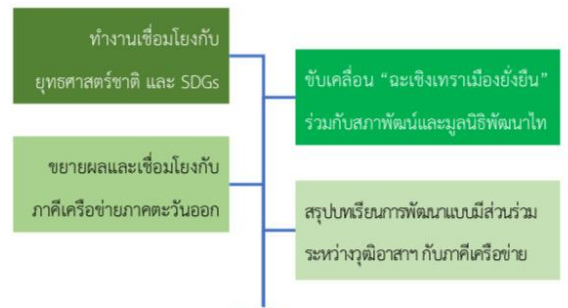 ทำงานเชื่อมโยงกับ
ยุทธศาสตร์ชาติ และ SDGs
ขับเคลื่อน “ฉะเชิงเทราเมืองยั่งยืน”
ร่วมกับสภาพัฒน์และมูลนิธิพัฒนาไท
ขยายผลและเชื่อมโยงกับ
ภาคีเครือข่ายภาคตะวันออก
สรุปบทเรียนการพัฒนาแบบมีส่วนร่วม
ระหว่างวุฒิอาสาฯ กับภาคีเครือข่าย